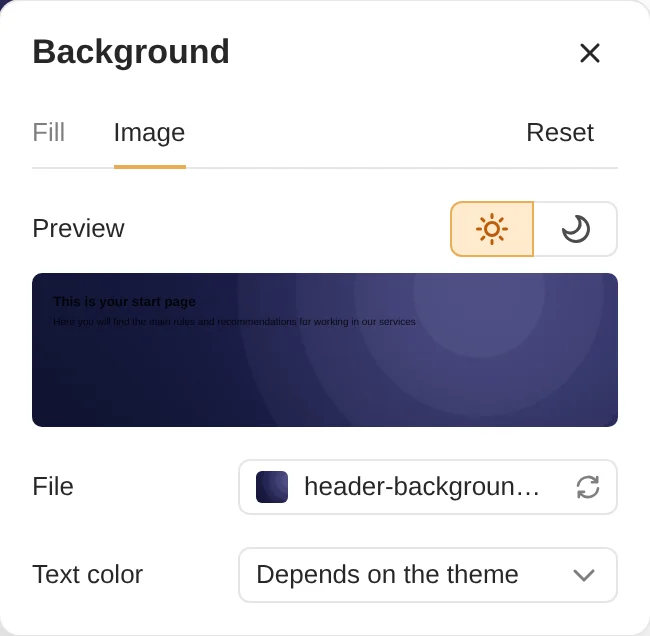 Background
Fill Image Reset
Preview
This is your start page
Here you will find the main rules and recommendations for working in our services
File header-backgroun…
Text color Depends on the theme